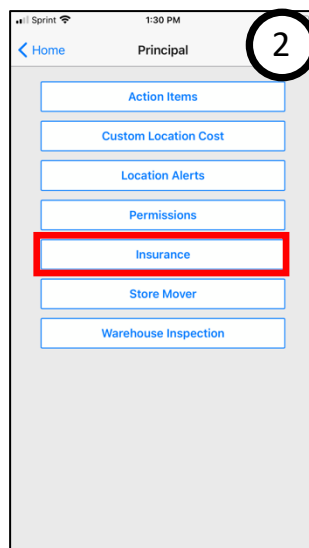 Sprint 1:30 PM
Home Principal 2
Action Items
Custom Location Cost
Location Alerts
Permissions
Insurance
Store Mover
Warehouse Inspection